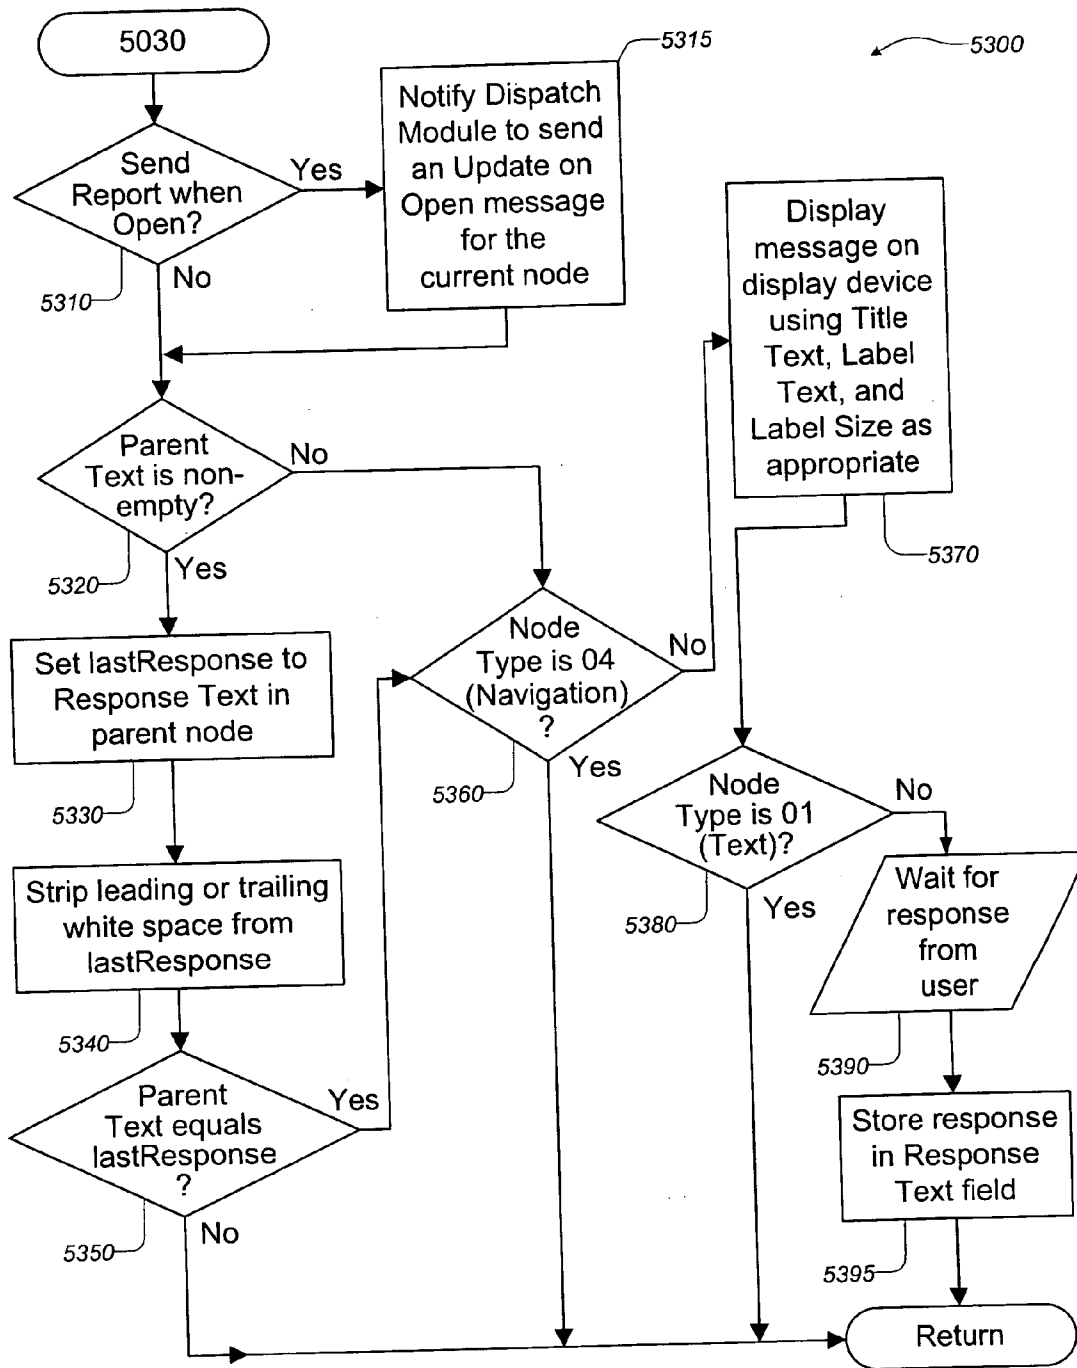 5030
5315
5300
Notify Dispatch
Module to send
an Update on
Open message
for the
current node
Send
Report when
Open?
Yes
No
5310
Display
message on
display device
using Title
Text, Label
Text, and
Label Size as
appropriate
5370
Parent
Text is non-
empty?
No
Yes
5320
Set lastResponse to
Response Text in
parent node
5330
Strip leading or trailing
white space from
lastResponse
5340
Parent
Text equals
lastResponse
?
Yes
No
5350
Node
Type is 04
(Navigation)
?
No
Yes
5360
Node
Type is 01
(Text)?
No
Yes
5380
Wait for
response
from
user
5390
Store response
in Response
Text field
5395
Return